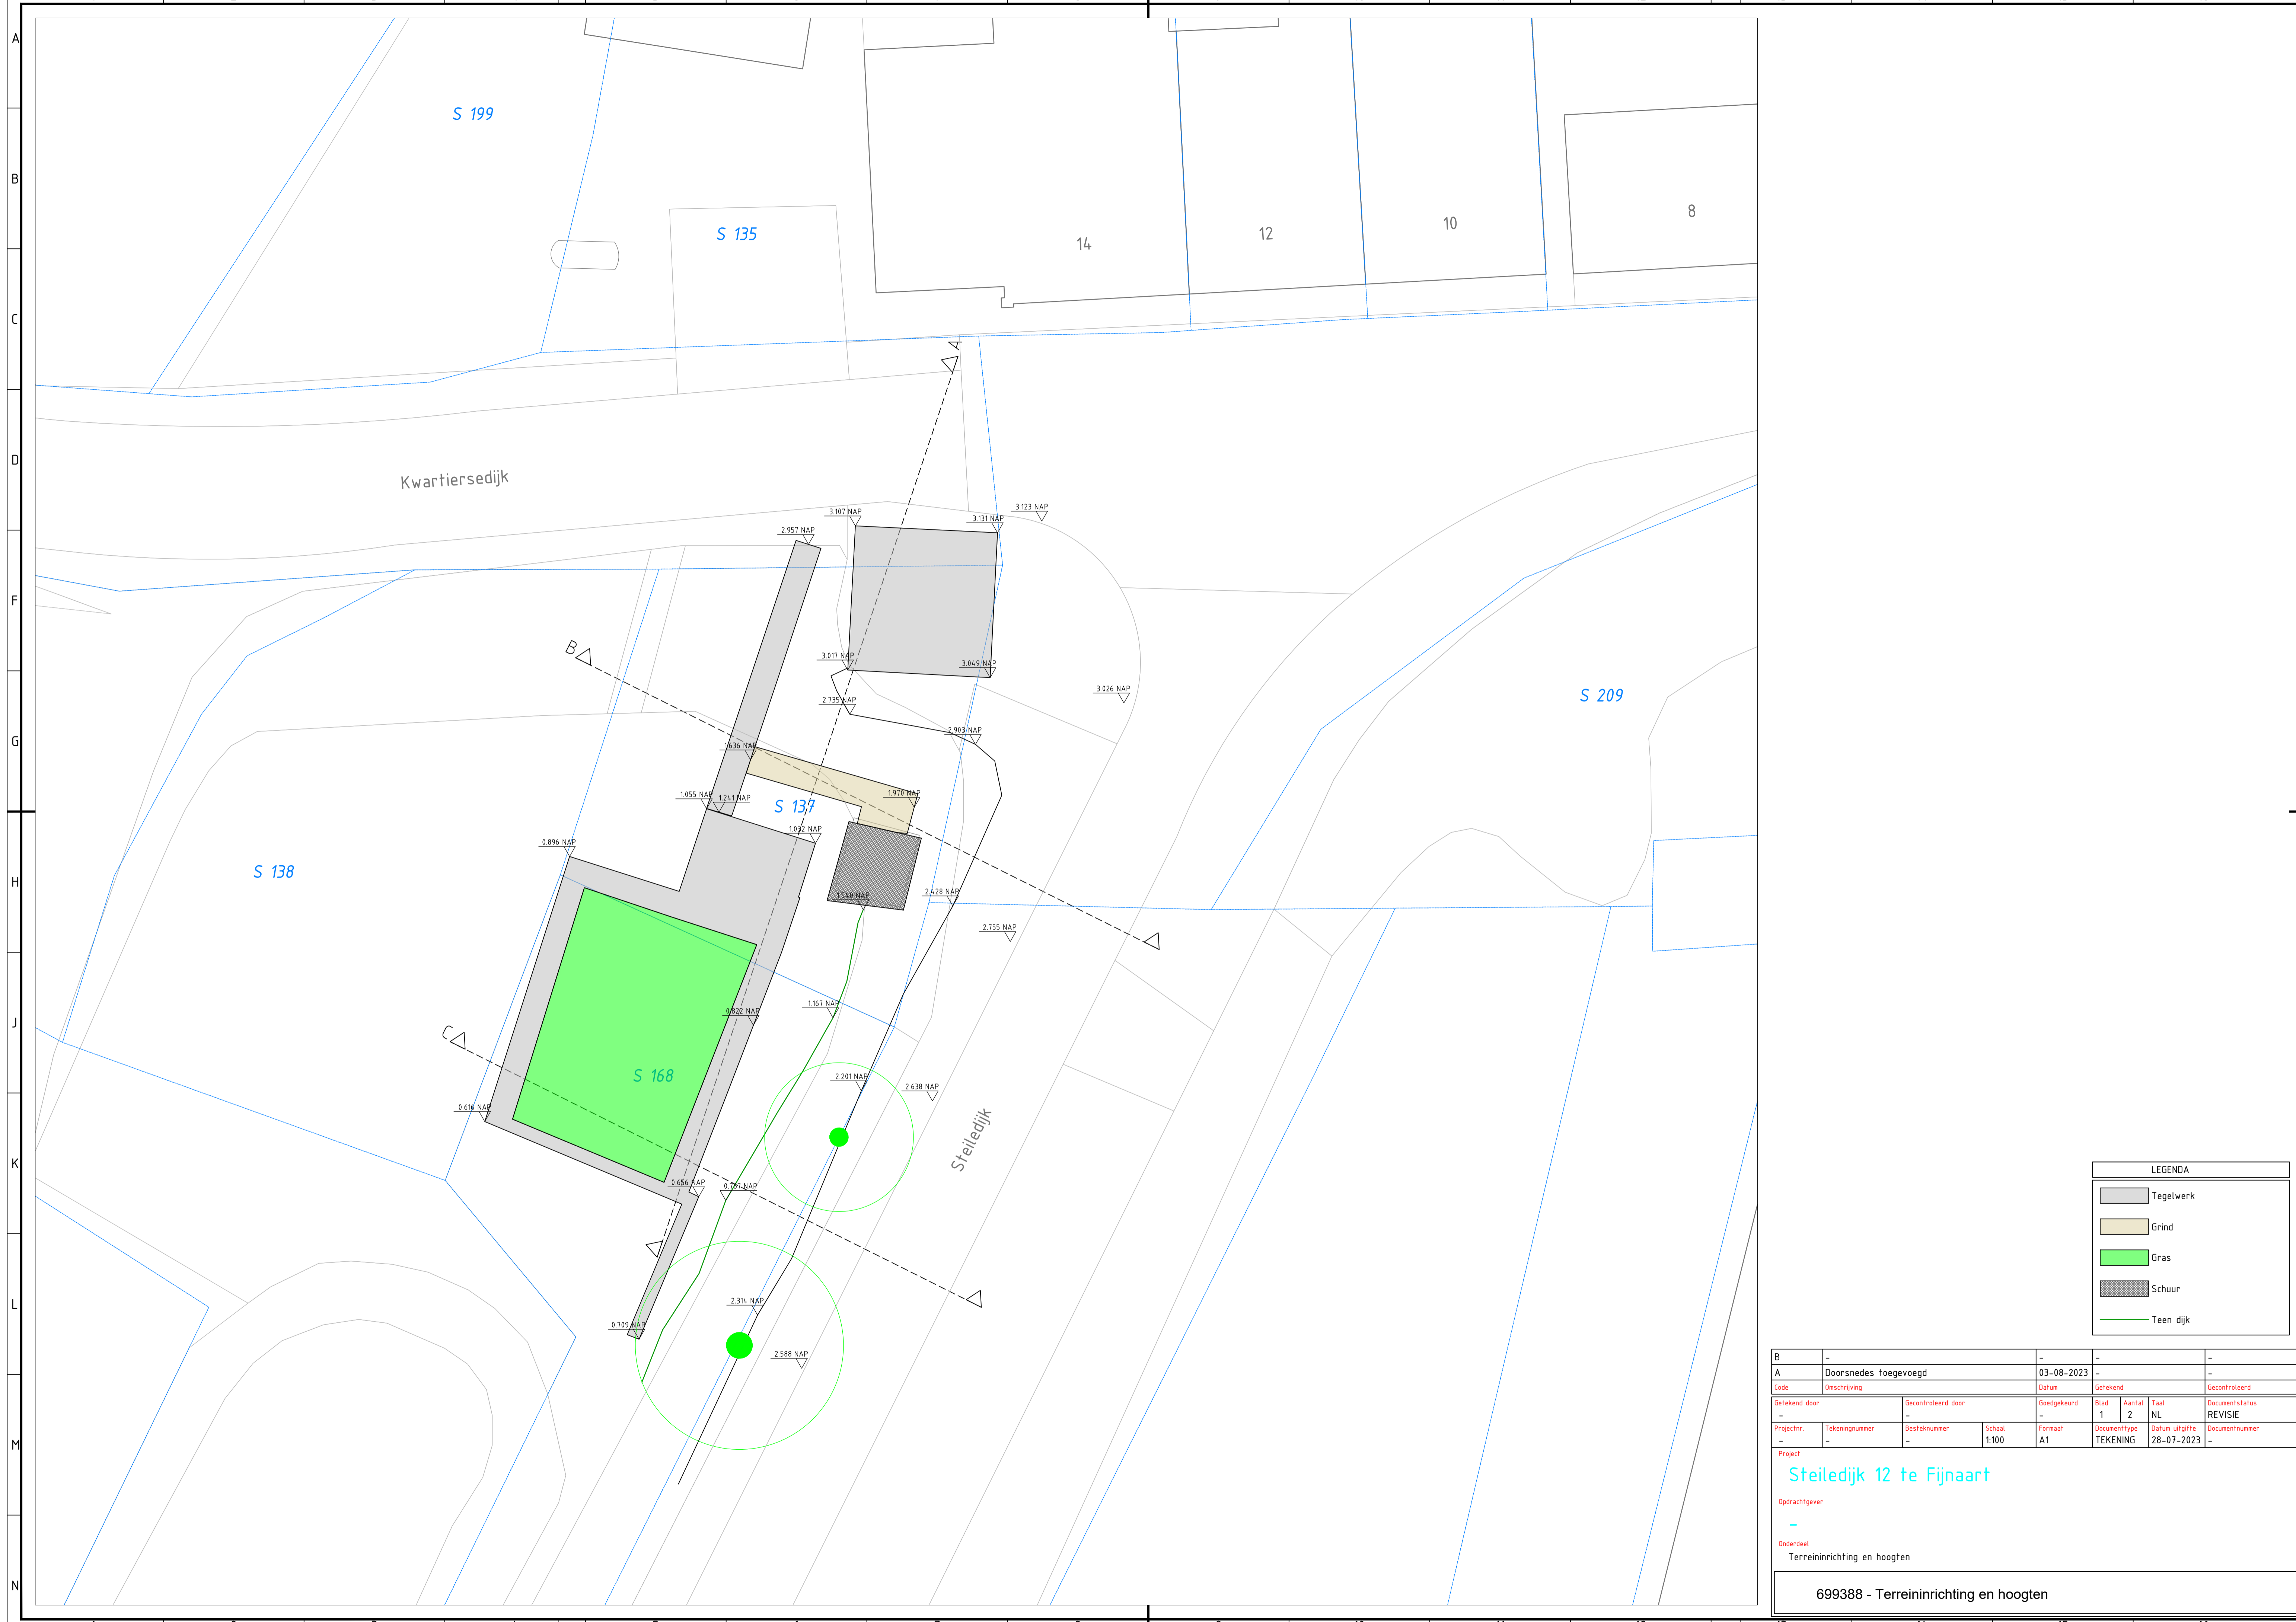 A
B
C
D
F
G
H
J
K
L
M
N
S 199
S 135
14
12
10
8
A
Kwartiersedijk
3.107 NAP
3.131 NAP
3.123 NAP
2.957 NAP
B
3.017 NAP
3.049 NAP
3.026 NAP
2.735 NAP
2.903 NAP
S 209
1.636 NAP
1.055 NAP
1.241 NAP
S 137
1.970 NAP
1.032 NAP
0.896 NAP
S 138
1.540 NAP
2.428 NAP
2.755 NAP
1.167 NAP
0.822 NAP
C
S 168
2.201 NAP
2.638 NAP
0.616 NAP
Steiledijk
0.656 NAP
2.314 NAP
0.709 NAP
2.588 NAP
LEGENDA
Tegelwerk
Grind
Gras
Schuur
Teen dijk
B - - - -
A Doorsnedes toegevoegd 03-08-2023 - -
Code Omschrijving Datum Getekend Gecontroleerd
Getekend door Gecontroleerd door Goedgekeurd Blad Aantal Taal Documentstatus
- - - 1 2 NL REVISIE
Projectnr. Tekeningnummer Besteknummer Schaal Formaat Documenttype Datum uitgifte Documentnummer
- - - 1:100 A1 TEKENING 28-07-2023 -
Project
Steiledijk 12 te Fijnaart
Opdrachtgever
-
Onderdeel
Terreininrichting en hoogten
699388 - Terreininrichting en hoogten